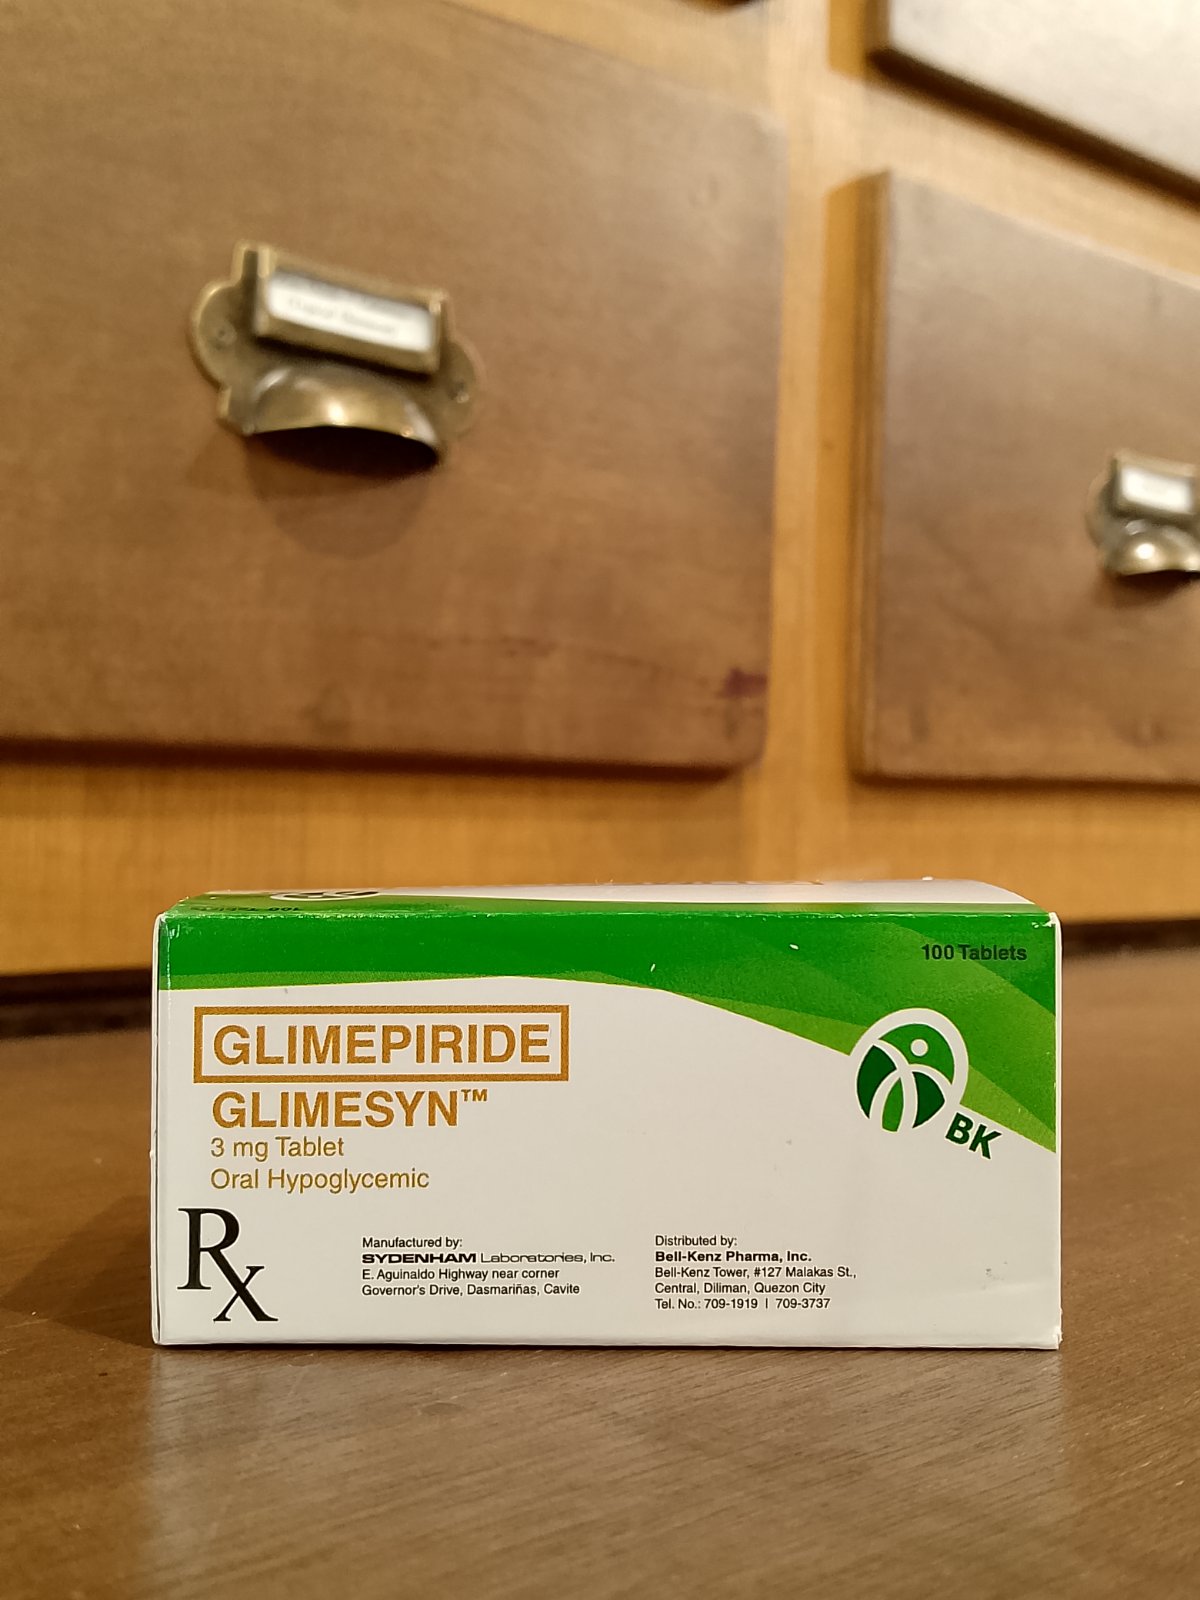 100 Tablets
GLIMEPIRIDE
GLIMESYN™
3 mg Tablet
Oral Hypoglycemic
BK
Rx
Manufactured by:
SYDENHAM Laboratories, Inc.
E. Aguinaldo Highway near corner
Governor's Drive, Dasmariñas, Cavite
Distributed by:
Bell-Kenz Pharma, Inc.
Bell-Kenz Tower, #127 Malakas St.,
Central, Diliman, Quezon City
Tel. No.: 709-1919 | 709-3737